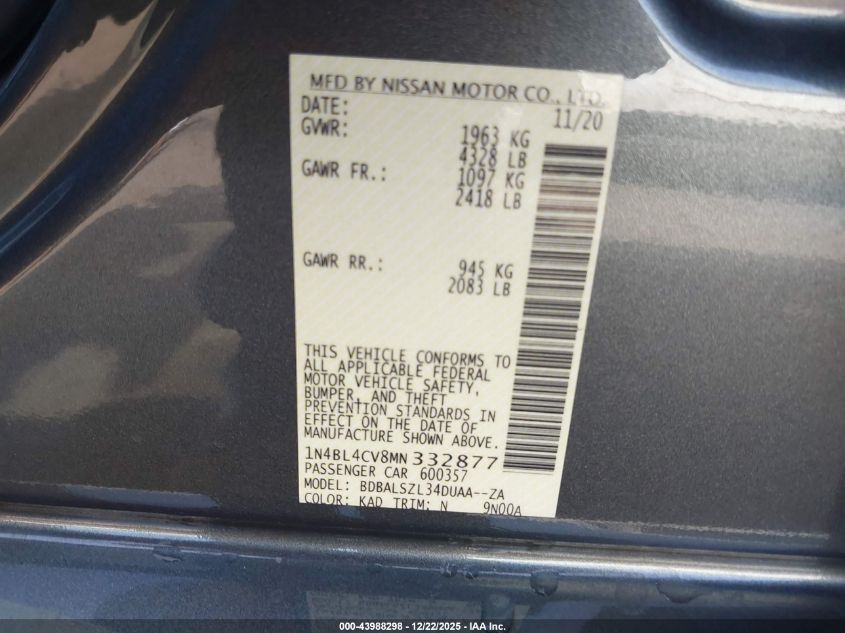 MFD BY NISSAN MOTOR CO., LTD.
DATE: 11/20
GVWR: 1963 KG
4328 LB
GAWR FR.: 1097 KG
2418 LB
GAWR RR.: 945 KG
2083 LB
THIS VEHICLE CONFORMS TO
ALL APPLICABLE FEDERAL
MOTOR VEHICLE SAFETY,
BUMPER, AND THEFT
PREVENTION STANDARDS IN
EFFECT ON THE DATE OF
MANUFACTURE SHOWN ABOVE.
1N4BL4CV8MN332877
PASSENGER CAR 600357
MODEL: BDBALSZL34DUAA--ZA
COLOR: KAD TRIM: N 9N00A
000-43988298 - 12/22/2025 - IAA Inc.